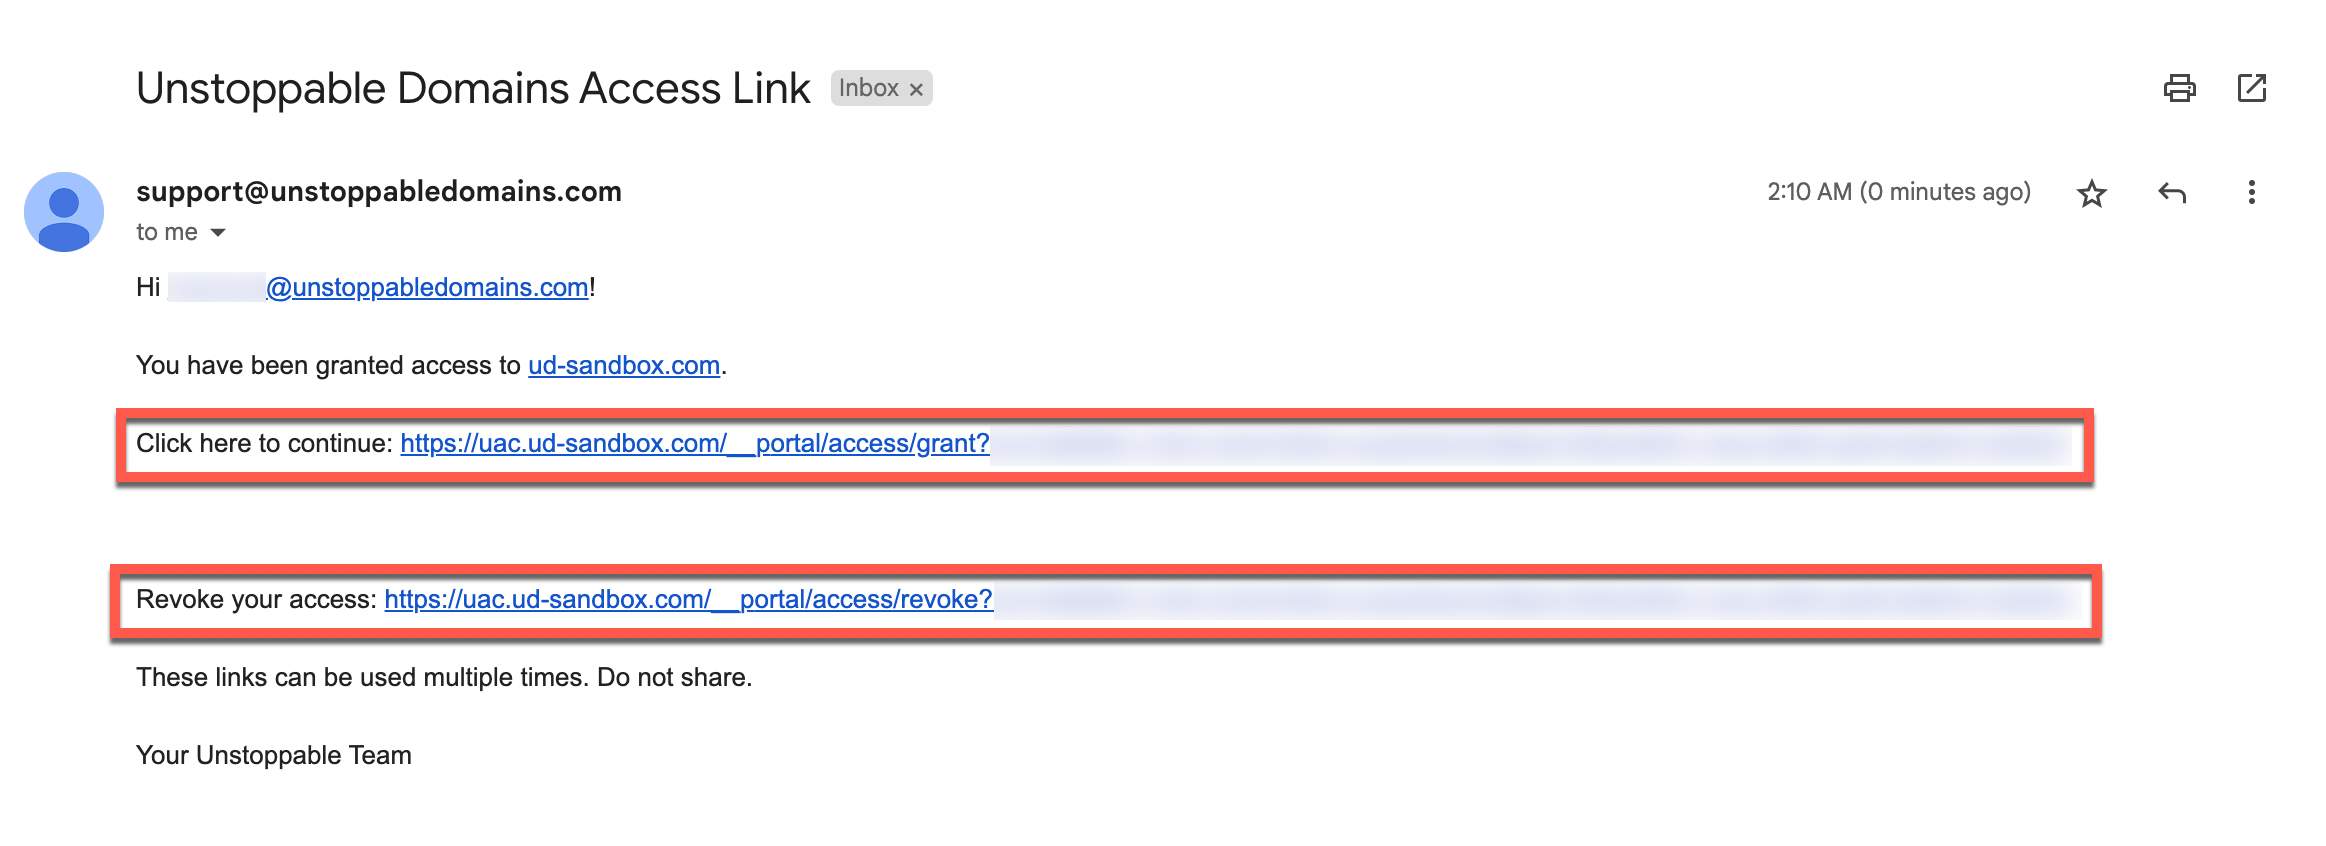 Unstoppable Domains Access Link Inbox ×
support@unstoppabledomains.com 2:10 AM (0 minutes ago)
to me
Hi @unstoppabledomains.com!
You have been granted access to ud-sandbox.com.
Click here to continue: https://uac.ud-sandbox.com/__portal/access/grant?
Revoke your access: https://uac.ud-sandbox.com/__portal/access/revoke?
These links can be used multiple times. Do not share.
Your Unstoppable Team